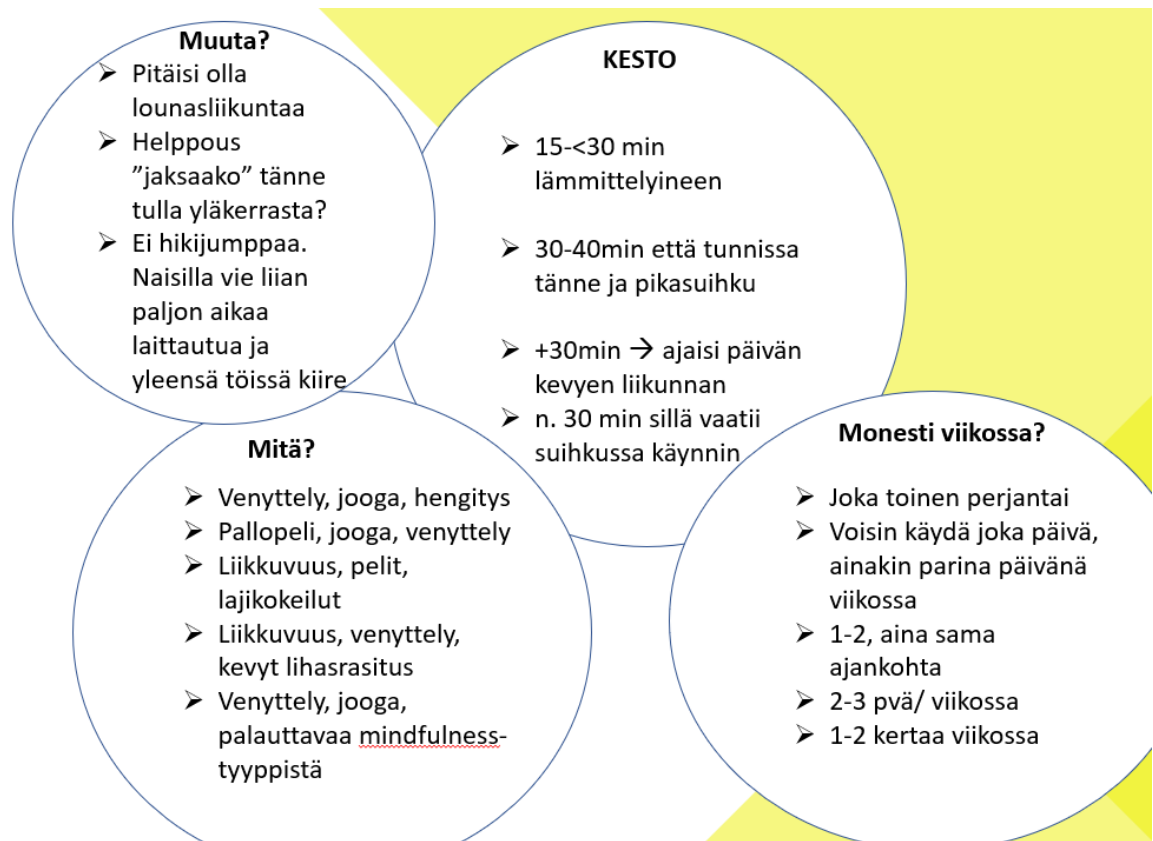 Muuta?
➢ Pitäisi olla
lounasliikuntaa
➢ Helppous
”jaksaako” tänne
tulla yläkerrasta?
➢ Ei hikijumppaa.
Naisilla vie liian
paljon aikaa
laittautua ja
yleensä töissä kiire
KESTO
➢ 15-<30 min
lämmittelyineen
➢ 30-40min että tunnissa
tänne ja pikasuihku
➢ +30min → ajaisi päivän
kevyen liikunnan
➢ n. 30 min sillä vaatii
suihkussa käynnin
Mitä?
➢ Venyttely, jooga, hengitys
➢ Pallopeli, jooga, venyttely
➢ Liikkuvuus, pelit,
lajikokeilut
➢ Liikkuvuus, venyttely,
kevyt lihasrasitus
➢ Venyttely, jooga,
palauttavaa mindfulness-
tyyppistä
Monesti viikossa?
➢ Joka toinen perjantai
➢ Voisin käydä joka päivä,
ainakin parina päivänä
viikossa
➢ 1-2, aina sama
ajankohta
➢ 2-3 pvä/ viikossa
➢ 1-2 kertaa viikossa